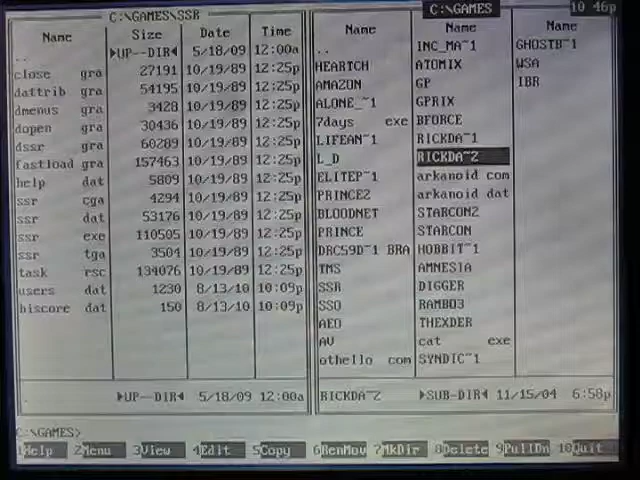 C:\GAMES\SSR
Name Size Date Time
.. ►UP--DIR◄ 5/18/09 12:00a
close gra 27191 10/19/89 12:25p
dattrib gra 54195 10/19/89 12:25p
dmenus gra 3428 10/19/89 12:25p
dopen gra 30436 10/19/89 12:25p
dssr gra 60289 10/19/89 12:25p
fastload gra 157463 10/19/89 12:25p
help dat 5809 10/19/89 12:25p
ssr cga 4294 10/19/89 12:25p
ssr dat 53176 10/19/89 12:25p
ssr exe 110505 10/19/89 12:25p
ssr tga 3504 10/19/89 12:25p
task rsc 134076 10/19/89 12:25p
users dat 1230 8/13/10 10:09p
hiscore dat 150 8/13/10 10:09p
.. ►UP--DIR◄ 5/18/09 12:00a
C:\GAMES 10 46p
Name Name Name
.. INC_MA~1 GHOSTB~1
HEARTCH ATOMIX WSA
AMAZON GP IBR
ALONE_~1 GPRIX
7days exe BFORCE
LIFEAN~1 RICKDA~1
L_D RICKDA~2
ELITEP~1 arkanoid com
PRINCE2 arkanoid dat
BLOODNET STARCON2
PRINCE STARCON
DRCS9D~1 BRA HOBBIT~1
TMS AMNESIA
SSR DIGGER
SSO RAMBO3
AEO THEXDER
AV cat exe
othello com SYNDIC~1
RICKDA~2 ►SUB-DIR◄ 11/15/04 6:58p
C:\GAMES>
1Help 2Menu 3View 4Edit 5Copy 6RenMov 7MkDir 8Delete 9PullDn 10Quit